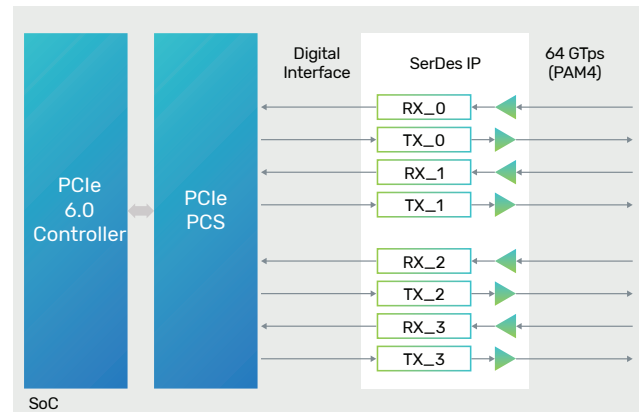 PCIe
6.0
Controller
PCIe
PCS
Digital
Interface
SerDes IP
64 GTps
(PAM4)
RX_0
TX_0
RX_1
TX_1
RX_2
TX_2
RX_3
TX_3
SoC